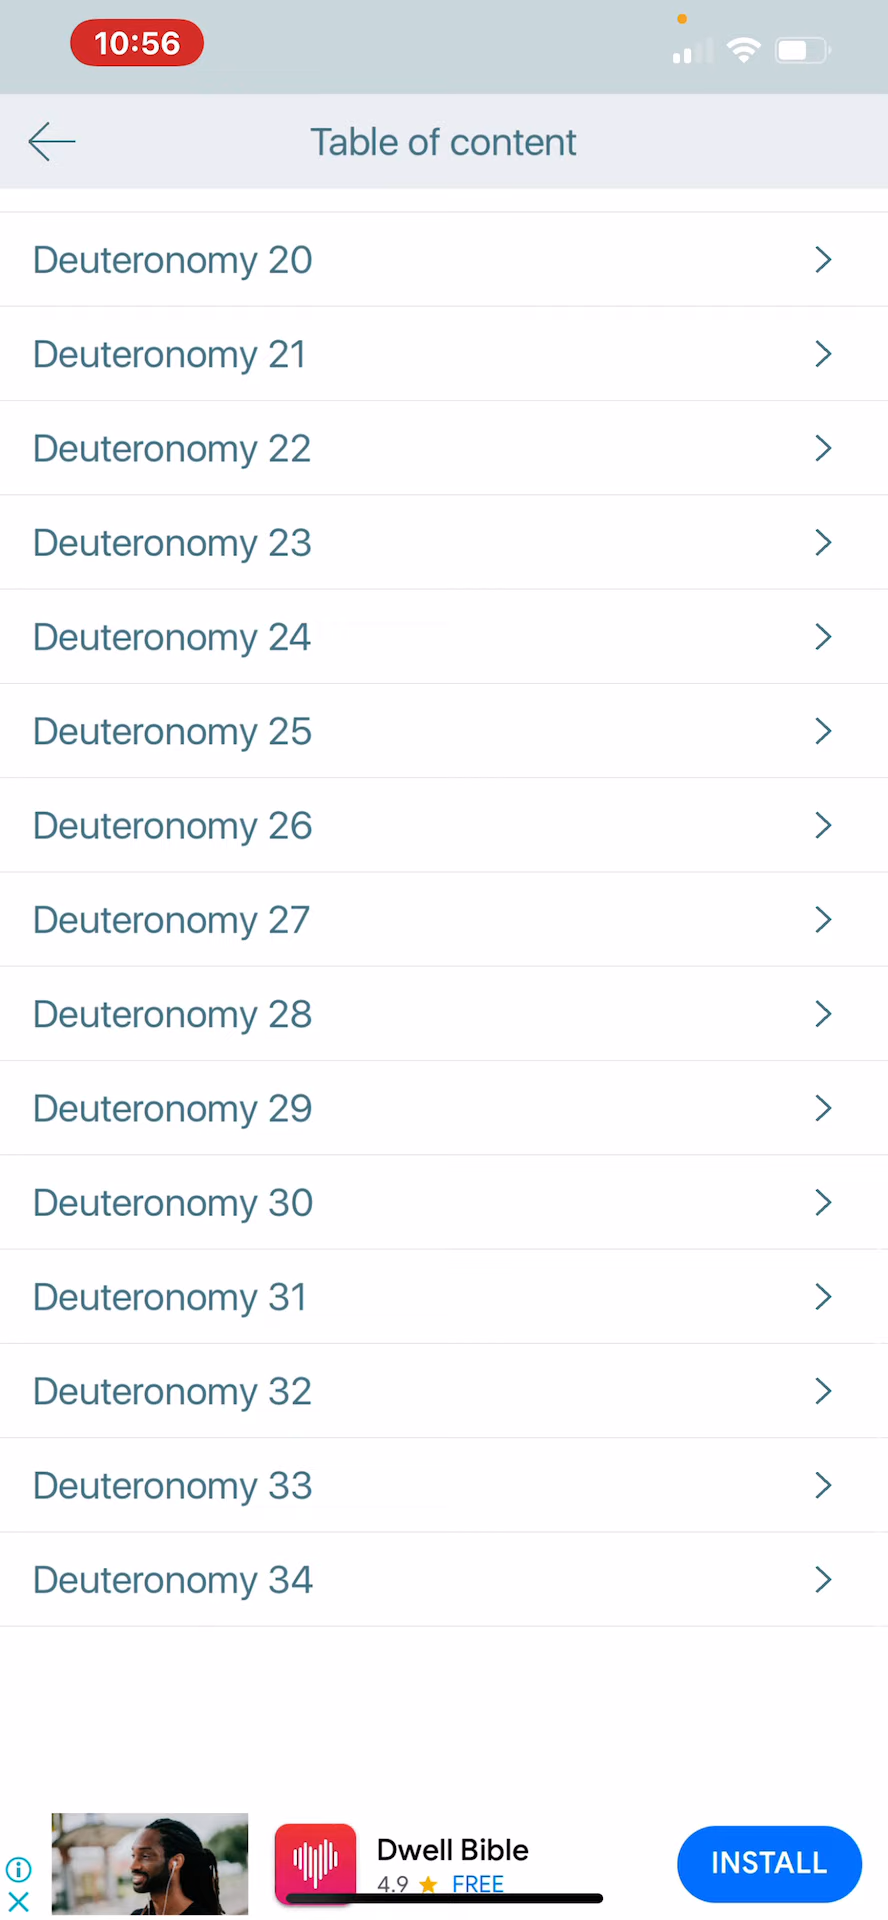 10:56
Table of content
Deuteronomy 20
Deuteronomy 21
Deuteronomy 22
Deuteronomy 23
Deuteronomy 24
Deuteronomy 25
Deuteronomy 26
Deuteronomy 27
Deuteronomy 28
Deuteronomy 29
Deuteronomy 30
Deuteronomy 31
Deuteronomy 32
Deuteronomy 33
Deuteronomy 34
Dwell Bible
4.9 ★ FREE
INSTALL